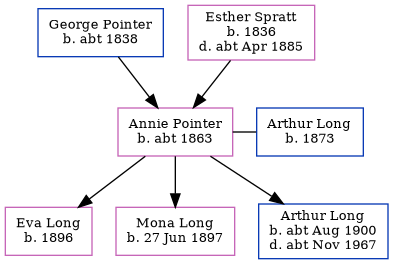 George Pointer
b. abt 1838
Esther Spratt
b. 1836
d. abt Apr 1885
Annie Pointer
b. abt 1863
Arthur Long
b. 1873
Eva Long
b. 1896
Mona Long
b. 27 Jun 1897
Arthur Long
b. abt Aug 1900
d. abt Nov 1967